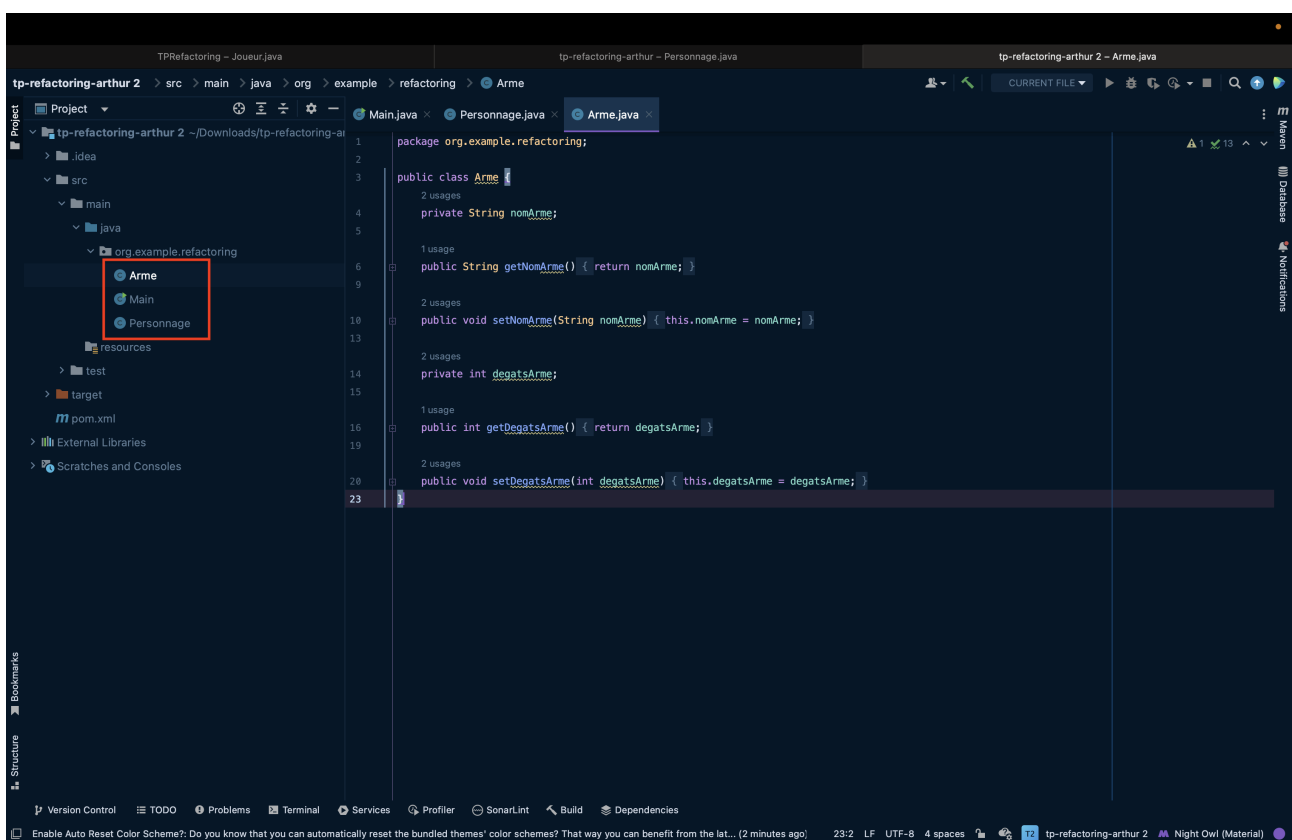 TPRefactoring – Joueur.java
tp-refactoring-arthur – Personnage.java
tp-refactoring-arthur 2 – Arme.java
tp-refactoring-arthur 2 > src > main > java > org > example > refactoring > Arme
CURRENT FILE
Project
Main.java
Personnage.java
Arme.java
Project
Maven
Database
Notifications
tp-refactoring-arthur 2 ~/Downloads/tp-refactoring-a
.idea
src
main
java
org.example.refactoring
Arme
Main
Personnage
resources
test
target
pom.xml
External Libraries
Scratches and Consoles
1 package org.example.refactoring;
2
3 public class Arme {
2 usages
4 private String nomArme;
5
1 usage
6 public String getNomArme() { return nomArme; }
9
2 usages
10 public void setNomArme(String nomArme) { this.nomArme = nomArme; }
13
2 usages
14 private int degatsArme;
15
1 usage
16 public int getDegatsArme() { return degatsArme; }
19
2 usages
20 public void setDegatsArme(int degatsArme) { this.degatsArme = degatsArme; }
23 }
1 13
Bookmarks
Structure
Version Control
TODO
Problems
Terminal
Services
Profiler
SonarLint
Build
Dependencies
Enable Auto Reset Color Scheme?: Do you know that you can automatically reset the bundled themes' color schemes? That way you can benefit from the lat... (2 minutes ago)
23:2 LF UTF-8 4 spaces T2 tp-refactoring-arthur 2 Night Owl (Material)